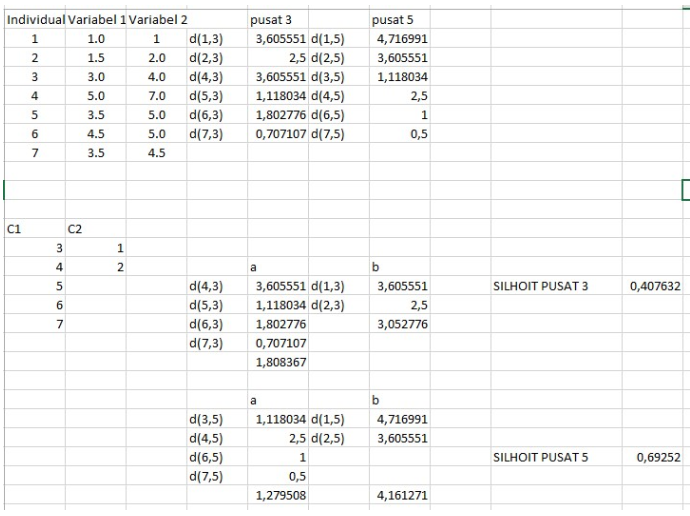 Individual Variabel 1 Variabel 2 pusat 3 pusat 5
1 1.0 1 d(1,3) 3,605551 d(1,5) 4,716991
2 1.5 2.0 d(2,3) 2,5 d(2,5) 3,605551
3 3.0 4.0 d(4,3) 3,605551 d(3,5) 1,118034
4 5.0 7.0 d(5,3) 1,118034 d(4,5) 2,5
5 3.5 5.0 d(6,3) 1,802776 d(6,5) 1
6 4.5 5.0 d(7,3) 0,707107 d(7,5) 0,5
7 3.5 4.5
C1 C2
3 1
4 2 a b
5 d(4,3) 3,605551 d(1,3) 3,605551 SILHOIT PUSAT 3 0,407632
6 d(5,3) 1,118034 d(2,3) 2,5
7 d(6,3) 1,802776 3,052776
d(7,3) 0,707107
1,808367
a b
d(3,5) 1,118034 d(1,5) 4,716991
d(4,5) 2,5 d(2,5) 3,605551
d(6,5) 1 SILHOIT PUSAT 5 0,69252
d(7,5) 0,5
1,279508 4,161271